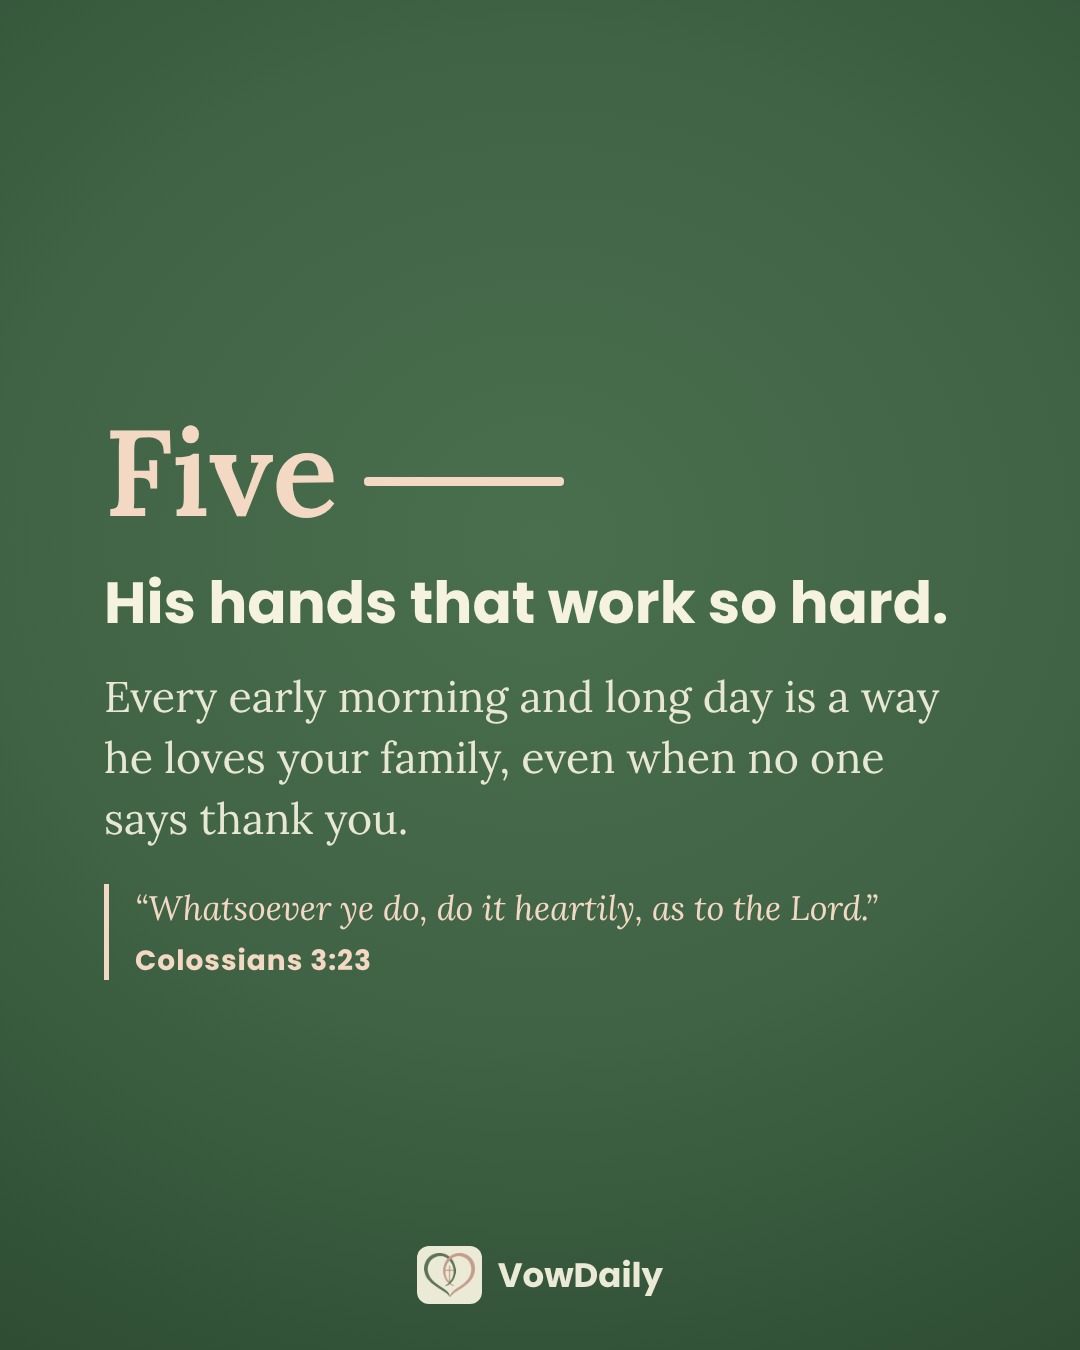 Five
His hands that work so hard.
Every early morning and long day is a way
he loves your family, even when no one
says thank you.
“Whatsoever ye do, do it heartily, as to the Lord.”
Colossians 3:23
VowDaily